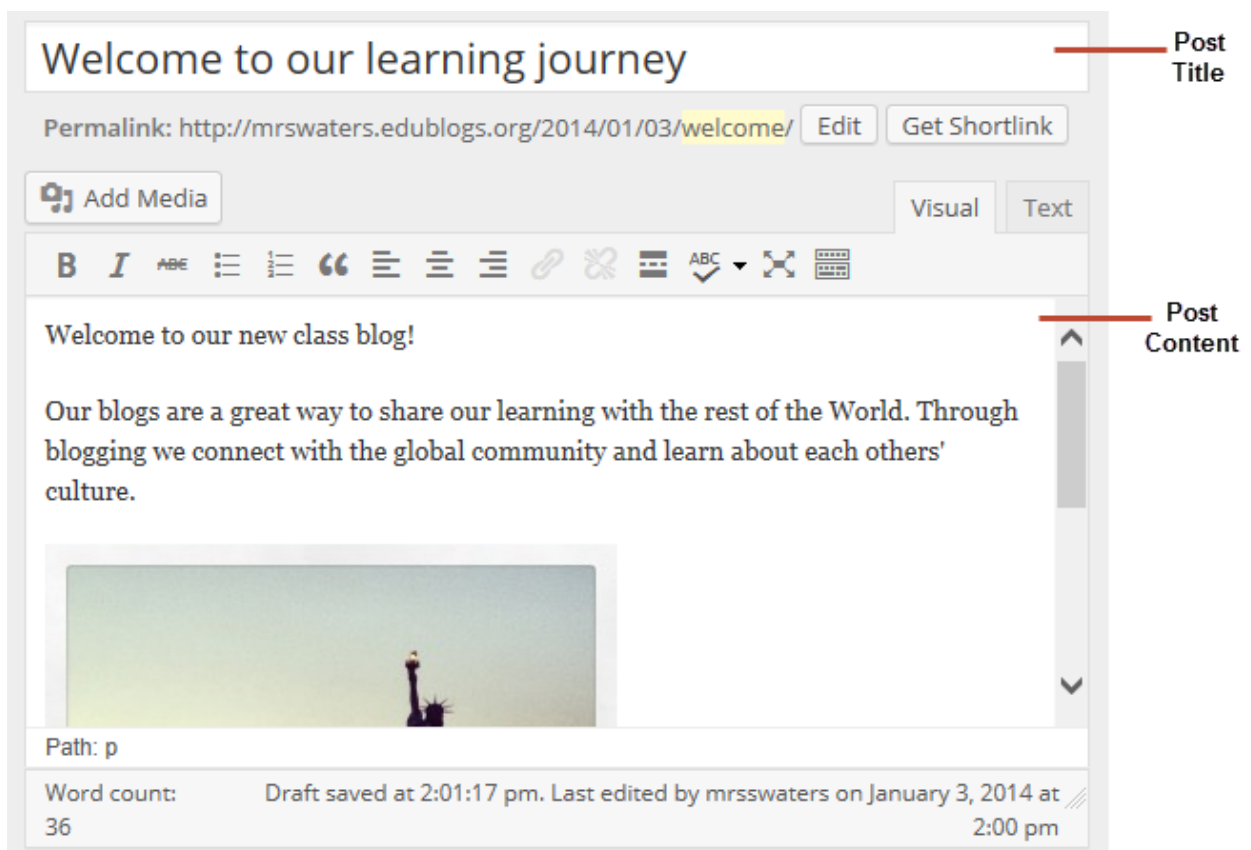 Welcome to our learning journey
Post
Title
Permalink: http://mrswaters.edublogs.org/2014/01/03/welcome/ Edit Get Shortlink
Add Media
Visual Text
B I ABE ABC
Post
Content
Welcome to our new class blog!
Our blogs are a great way to share our learning with the rest of the World. Through
blogging we connect with the global community and learn about each others'
culture.
Path: p
Word count: Draft saved at 2:01:17 pm. Last edited by mrsswaters on January 3, 2014 at
36 2:00 pm